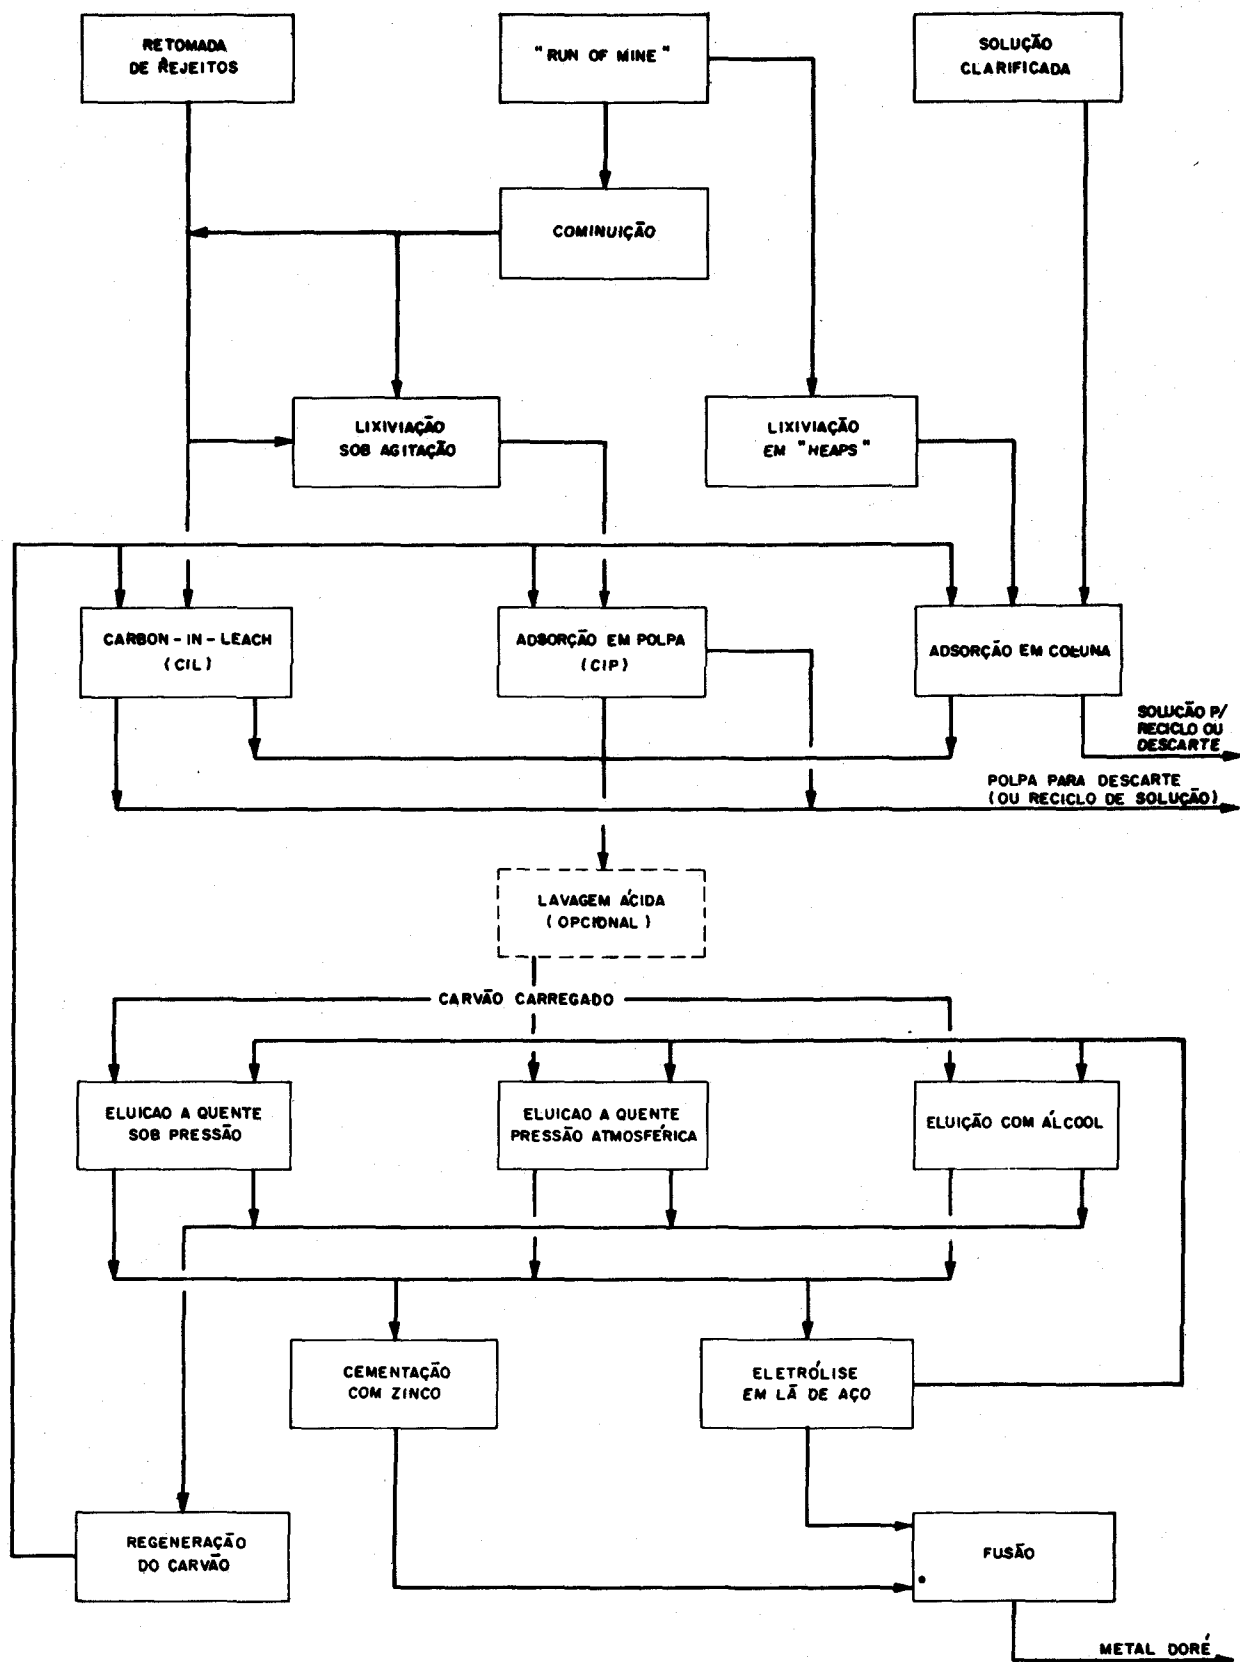 RETOMADA
DE REJEITOS
"RUN OF MINE"
SOLUÇÃO
CLARIFICADA
COMINUIÇÃO
LIXIVIAÇÃO
SOB AGITAÇÃO
LIXIVIAÇÃO
EM "HEAPS"
CARBON-IN-LEACH
(CIL)
ADSORÇÃO EM POLPA
(CIP)
ADSORÇÃO EM COLUNA
SOLUCÃO P/
RECICLO OU
DESCARTE
POLPA PARA DESCARTE
(OU RECICLO DE SOLUÇÃO)
LAVAGEM ÁCIDA
(OPCIONAL)
CARVÃO CARREGADO
ELUICAO A QUENTE
SOB PRESSÃO
ELUICAO A QUENTE
PRESSÃO ATMOSFÉRICA
ELUIÇÃO COM ÁLCOOL
CEMENTAÇÃO
COM ZINCO
ELETRÓLISE
EM LÃ DE AÇO
REGENERAÇÃO
DO CARVÃO
FUSÃO
METAL DORÉ